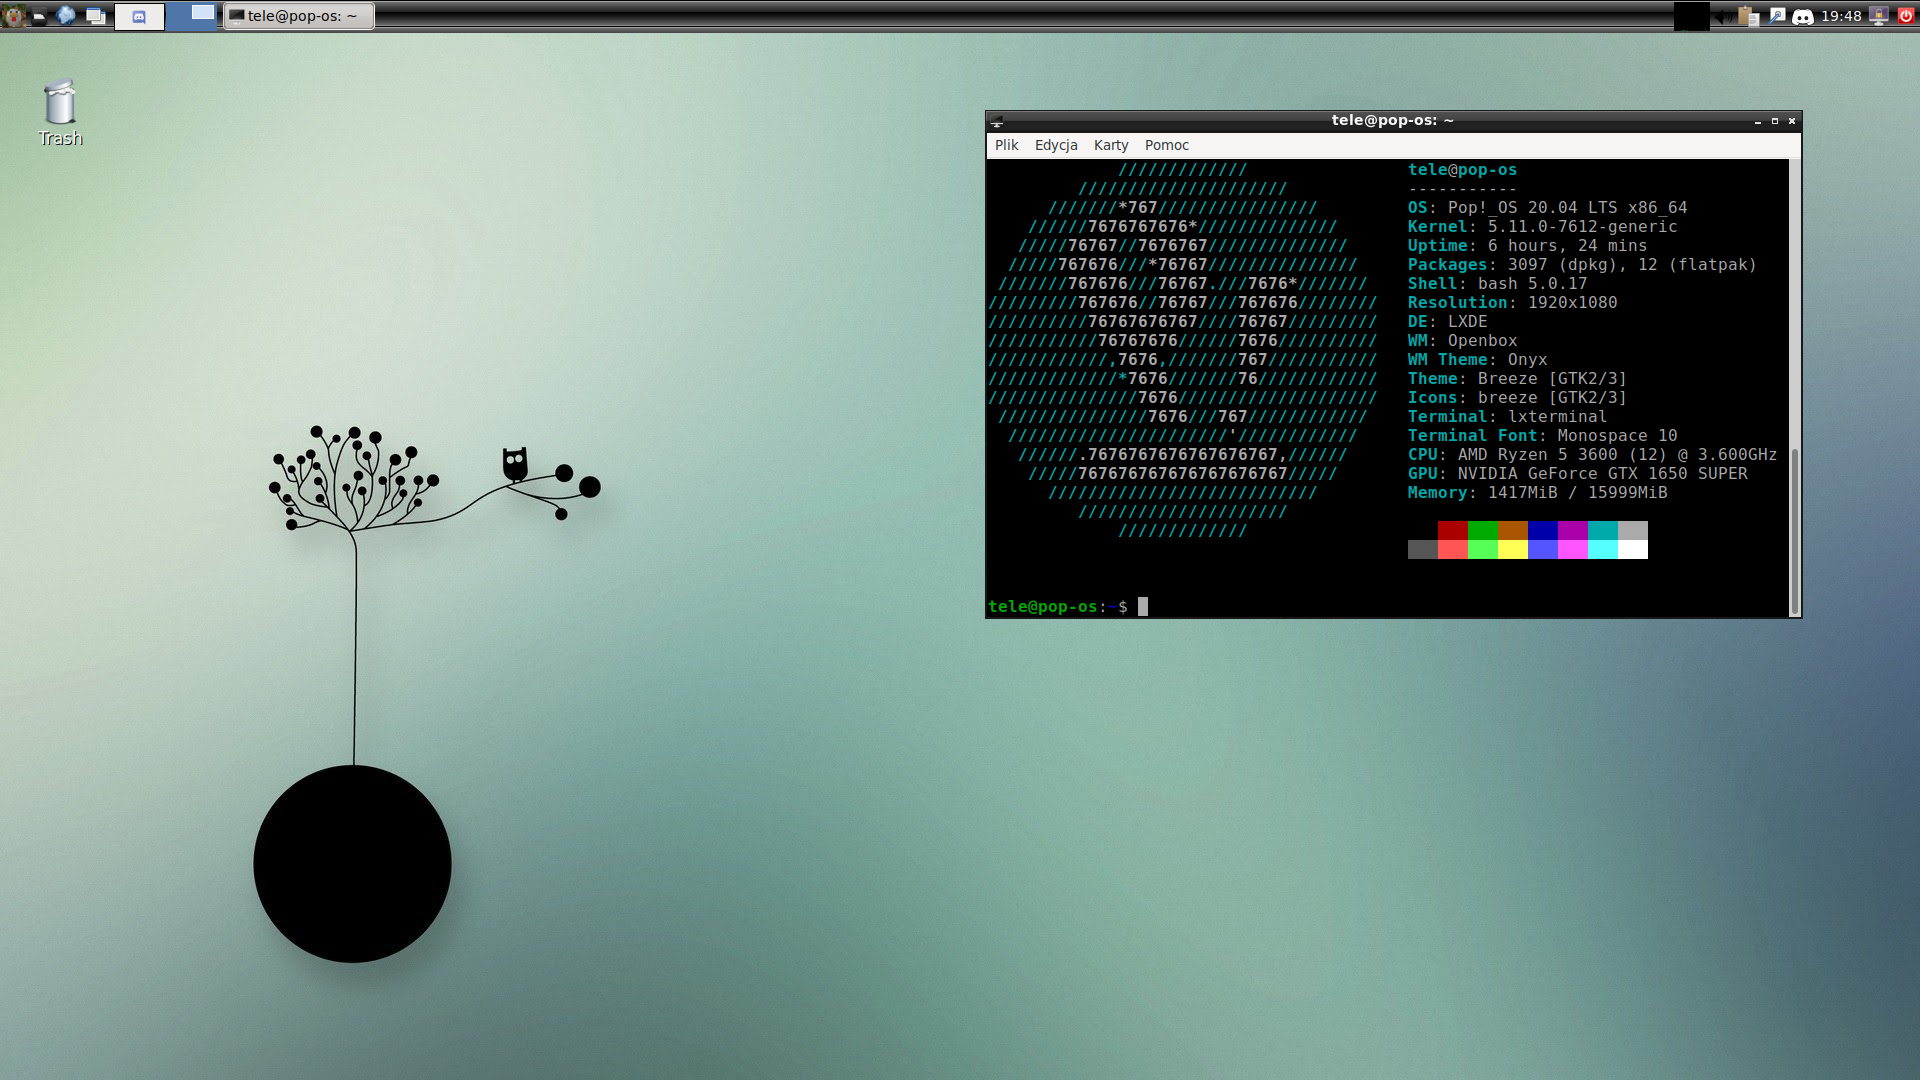 tele@pop-os: ~
19:48
Trash
tele@pop-os: ~
Plik Edycja Karty Pomoc
/////////////
/////////////////////
///////*767////////////////
//////7676767676*//////////////
/////76767//7676767//////////////
/////767676///*76767///////////////
///////767676///76767.///7676*///////
/////////767676//76767///767676////////
//////////76767676767////76767/////////
///////////76767676//////7676//////////
////////////,7676,///////767///////////
/////////////*7676///////76////////////
///////////////7676////////////////////
///////////////7676///767////////////
//////////////////////'////////////
//////.7676767676767676767,//////
/////767676767676767676767/////
///////////////////////////
/////////////////////
/////////////
tele@pop-os
-----------
OS: Pop!_OS 20.04 LTS x86_64
Kernel: 5.11.0-7612-generic
Uptime: 6 hours, 24 mins
Packages: 3097 (dpkg), 12 (flatpak)
Shell: bash 5.0.17
Resolution: 1920x1080
DE: LXDE
WM: Openbox
WM Theme: Onyx
Theme: Breeze [GTK2/3]
Icons: breeze [GTK2/3]
Terminal: lxterminal
Terminal Font: Monospace 10
CPU: AMD Ryzen 5 3600 (12) @ 3.600GHz
GPU: NVIDIA GeForce GTX 1650 SUPER
Memory: 1417MiB / 15999MiB
tele@pop-os:~$